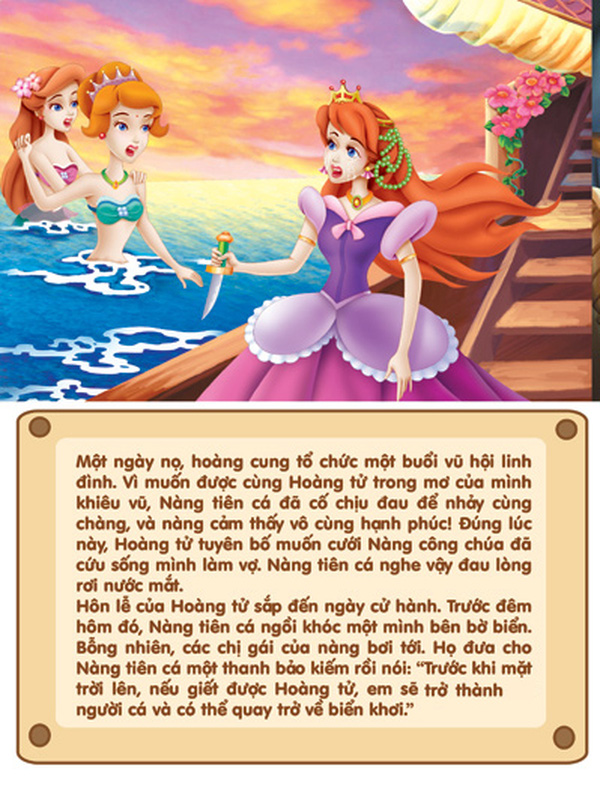 Một ngày nọ, hoàng cung tổ chức một buổi vũ hội linh
đình. Vì muốn được cùng Hoàng tử trong mơ của mình
khiêu vũ, Nàng tiên cá đã cố chịu đau để nhảy cùng
chàng, và nàng cảm thấy vô cùng hạnh phúc! Đúng lúc
này, Hoàng tử tuyên bố muốn cưới Nàng công chúa đã
cứu sống mình làm vợ. Nàng tiên cá nghe vậy đau lòng
rơi nước mắt.
Hôn lễ của Hoàng tử sắp đến ngày cử hành. Trước đêm
hôm đó, Nàng tiên cá ngồi khóc một mình bên bờ biển.
Bỗng nhiên, các chị gái của nàng bơi tới. Họ đưa cho
Nàng tiên cá một thanh bảo kiếm rồi nói: “Trước khi mặt
trời lên, nếu giết được Hoàng tử, em sẽ trở thành
người cá và có thể quay trở về biển khơi.”